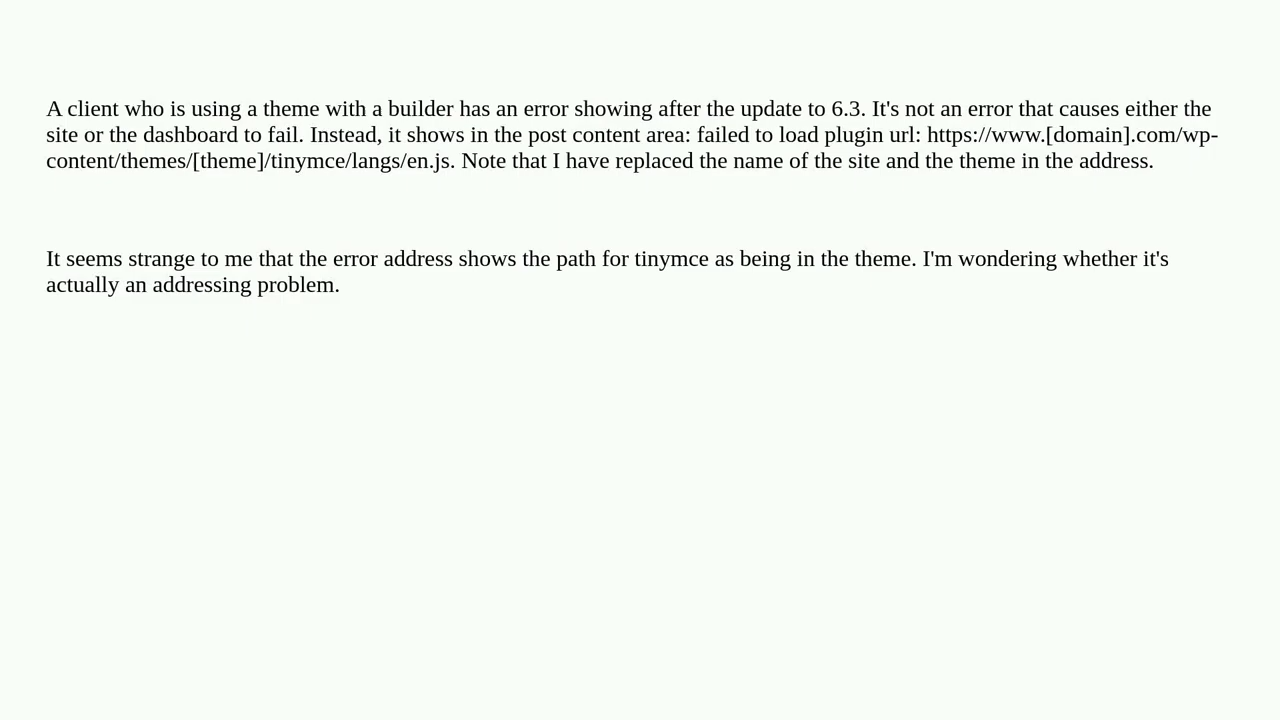 A client who is using a theme with a builder has an error showing after the update to 6.3. It's not an error that causes either the
site or the dashboard to fail. Instead, it shows in the post content area: failed to load plugin url: https://www.[domain].com/wp-
content/themes/[theme]/tinymce/langs/en.js. Note that I have replaced the name of the site and the theme in the address.
It seems strange to me that the error address shows the path for tinymce as being in the theme. I'm wondering whether it's
actually an addressing problem.